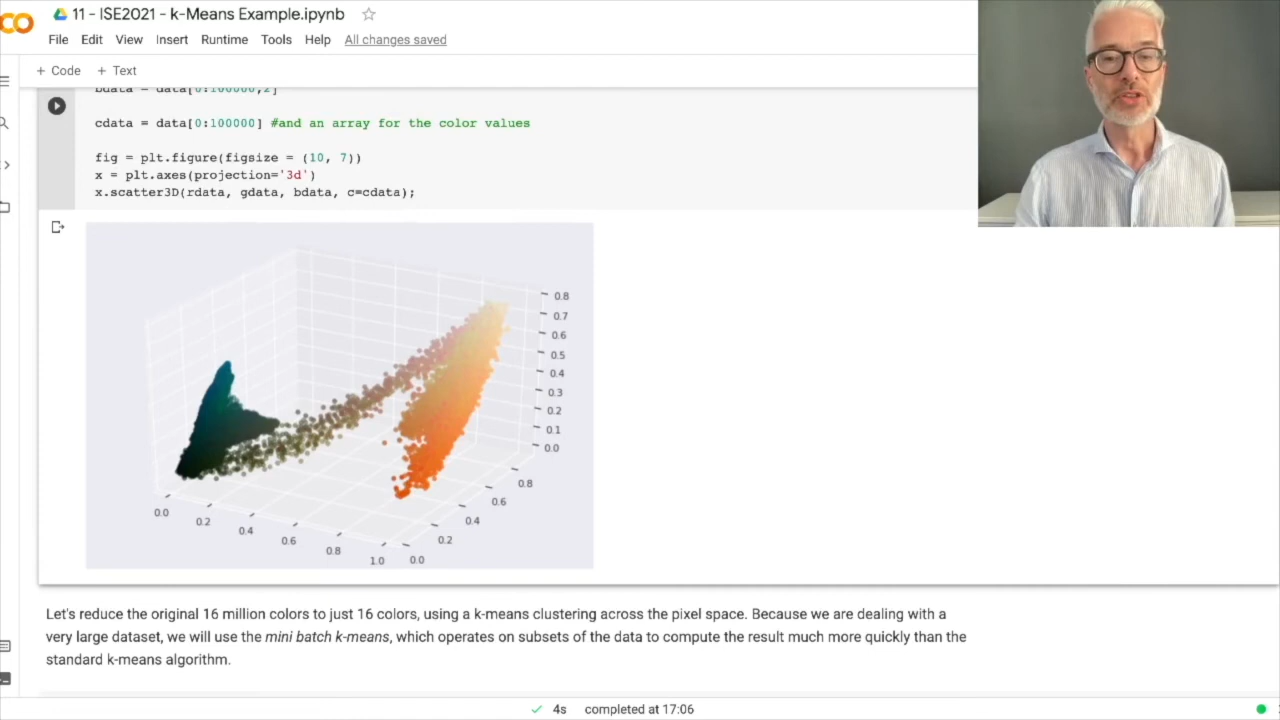 11 - ISE2021 - k-Means Example.ipynb
File Edit View Insert Runtime Tools Help All changes saved
+ Code + Text
bdata = data[0:100000,2]
cdata = data[0:100000] #and an array for the color values
fig = plt.figure(figsize = (10, 7))
x = plt.axes(projection='3d')
x.scatter3D(rdata, gdata, bdata, c=cdata);
0.8
0.7
0.6
0.5
0.4
0.3
0.2
0.1
0.0
0.8
0.6
0.4
0.2
0.0
0.0 0.2 0.4 0.6 0.8 1.0
Let's reduce the original 16 million colors to just 16 colors, using a k-means clustering across the pixel space. Because we are dealing with a
very large dataset, we will use the mini batch k-means, which operates on subsets of the data to compute the result much more quickly than the
standard k-means algorithm.
4s completed at 17:06